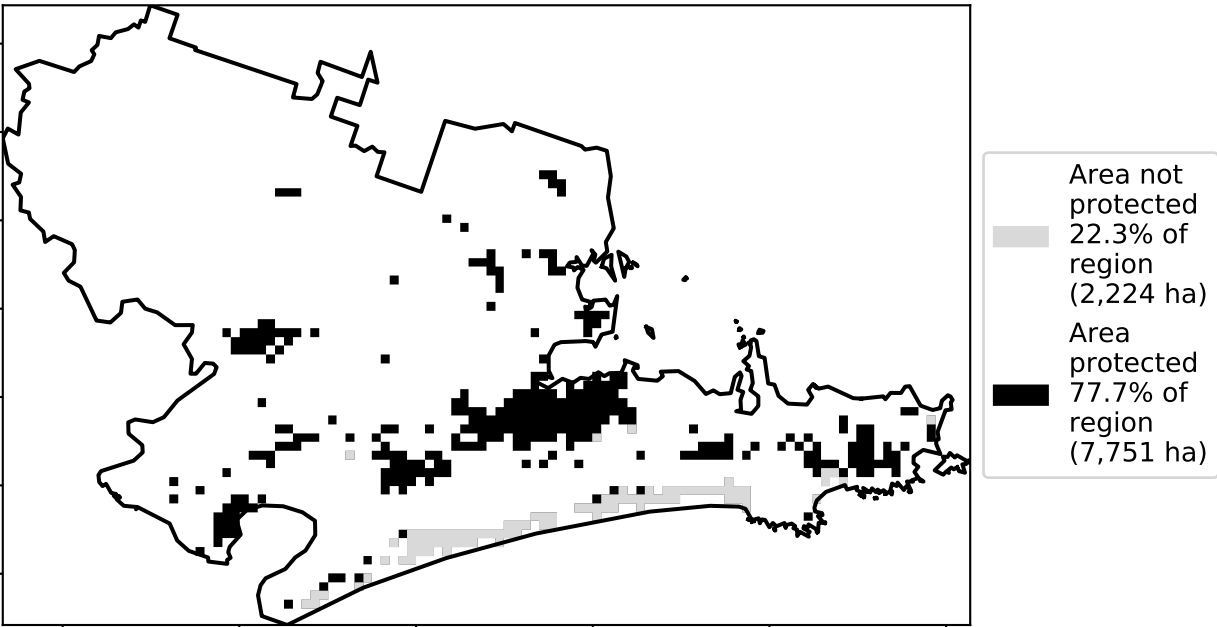 Area not
protected
22.3% of
region
(2,224 ha)
Area
protected
77.7% of
region
(7,751 ha)